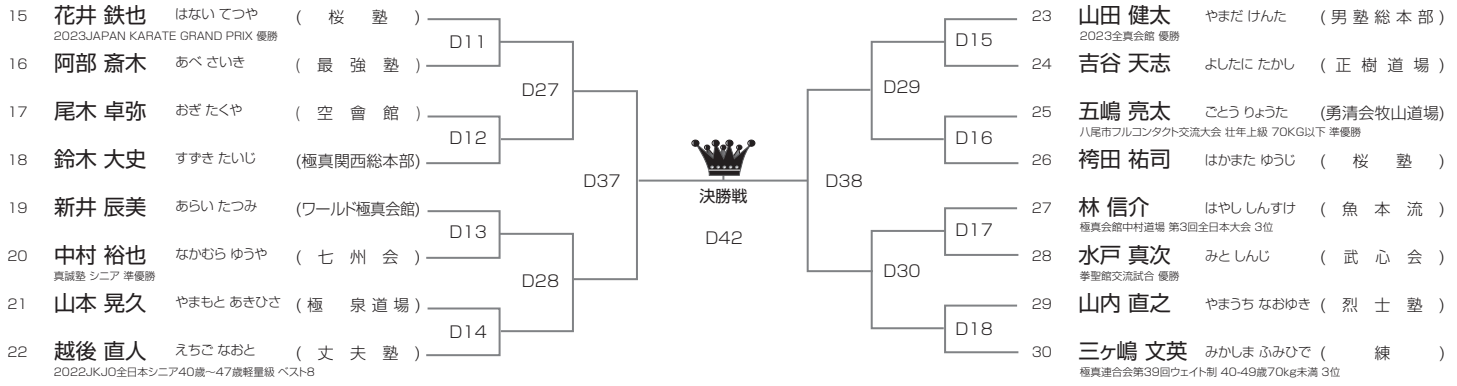 15 花井 鉄也 はない てつや ( 桜 塾 )
2023JAPAN KARATE GRAND PRIX 優勝
16 阿部 斎木 あべ さいき ( 最 強 塾 )
17 尾木 卓弥 おぎ たくや ( 空 會 館 )
18 鈴木 大史 すずき たいじ (極真関西総本部)
19 新井 辰美 あらい たつみ (ワールド極真会館)
20 中村 裕也 なかむら ゆうや ( 七 州 会 )
真誠塾 シニア 準優勝
21 山本 晃久 やまもと あきひさ ( 極 泉 道 場 )
22 越後 直人 えちご なおと ( 丈 夫 塾 )
2022JKJO全日本シニア40歳〜47歳軽量級 ベスト8
D11
D12
D13
D14
D27
D28
D37
決勝戦
D42
D38
D29
D30
D15
D16
D17
D18
23 山田 健太 やまだ けんた ( 男 塾 総 本 部 )
2023全真会館 優勝
24 吉谷 天志 よしたに たかし ( 正 樹 道 場 )
25 五嶋 亮太 ごとう りょうた (勇清会牧山道場)
八尾市フルコンタクト交流大会 壮年上級 70KG以下 準優勝
26 袴田 祐司 はかまた ゆうじ ( 桜 塾 )
27 林 信介 はやし しんすけ ( 魚 本 流 )
極真会館中村道場 第3回全日本大会 3位
28 水戸 真次 みと しんじ ( 武 心 会 )
拳聖館交流試合 優勝
29 山内 直之 やまうち なおゆき ( 烈 士 塾 )
30 三ヶ嶋 文英 みかしま ふみひで ( 練 )
極真連合会第39回ウェイト制 40-49歳70kg未満 3位